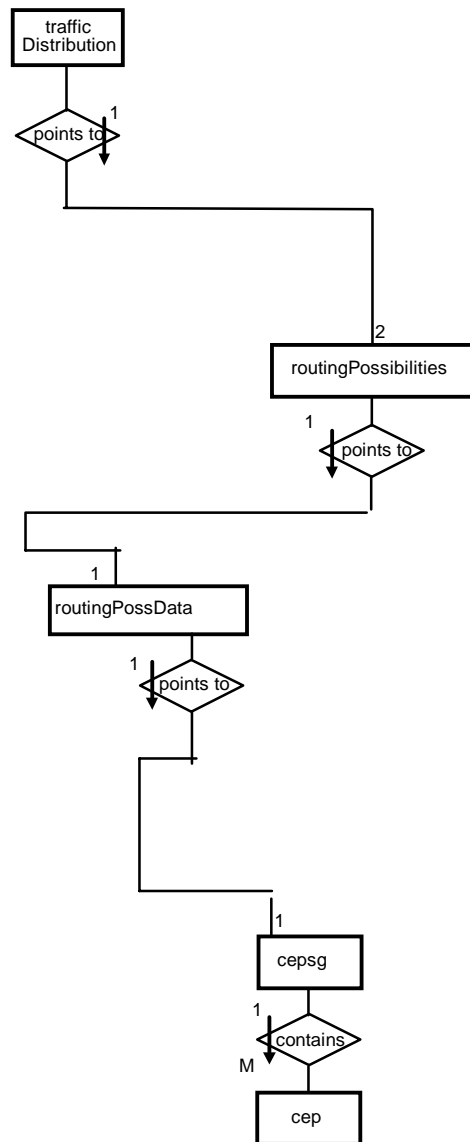 traffic
Distribution
1
points to
2
routingPossibilities
1
points to
1
routingPossData
1
points to
1
cepsg
1
contains
M
cep